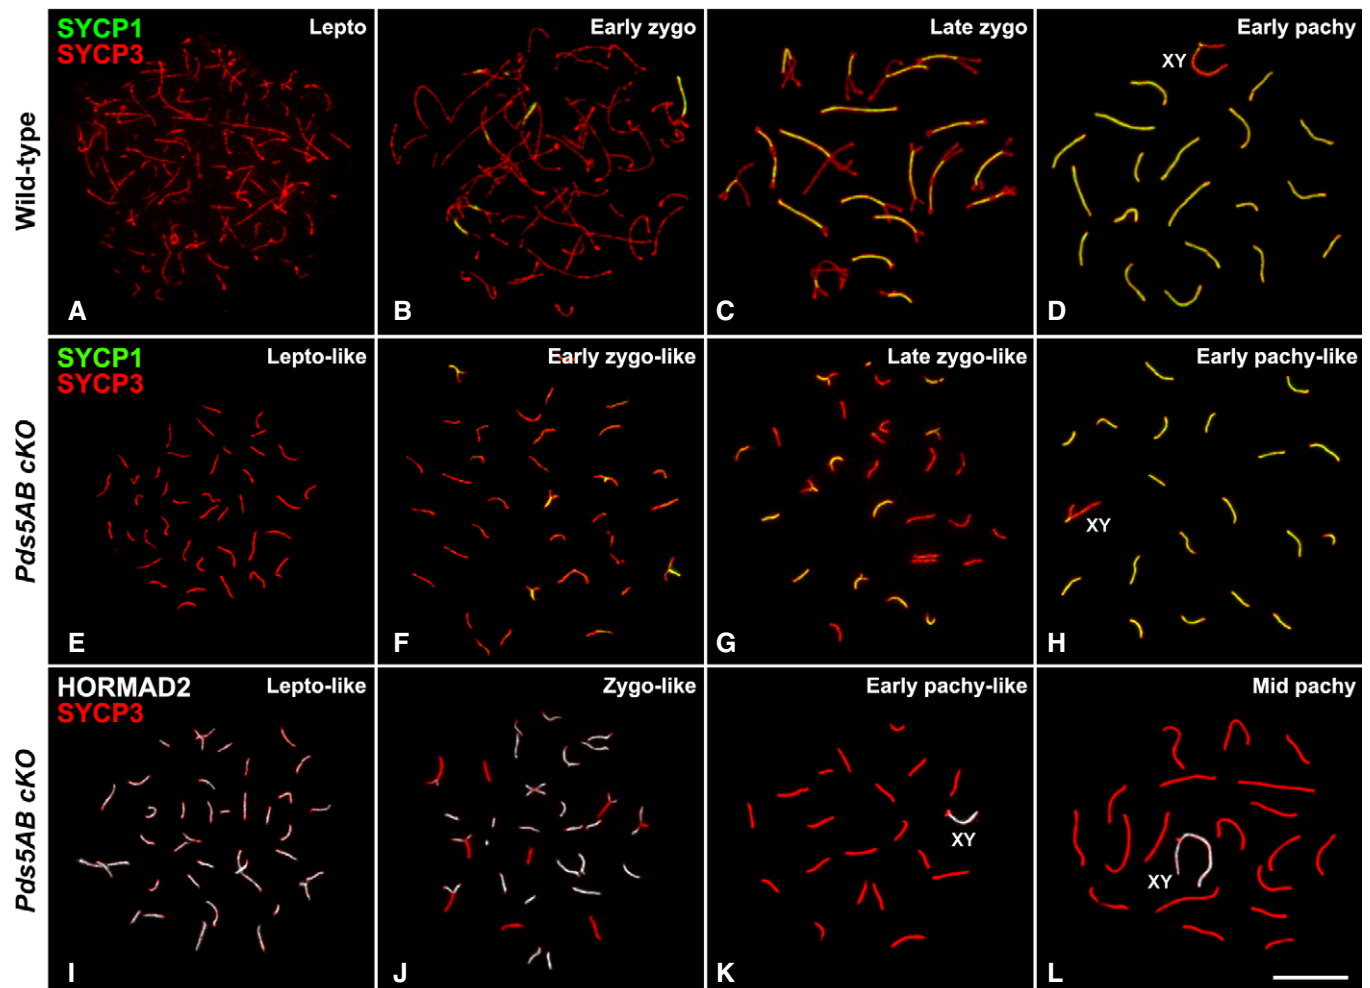 SYCP1
SYCP3
Lepto
Early zygo
Late zygo
Early pachy
XY
Wild-type
A
B
C
D
SYCP1
SYCP3
Lepto-like
Early zygo-like
Late zygo-like
Early pachy-like
XY
Pds5AB cKO
E
F
G
H
HORMAD2
SYCP3
Lepto-like
Zygo-like
Early pachy-like
Mid pachy
XY
XY
Pds5AB cKO
I
J
K
L